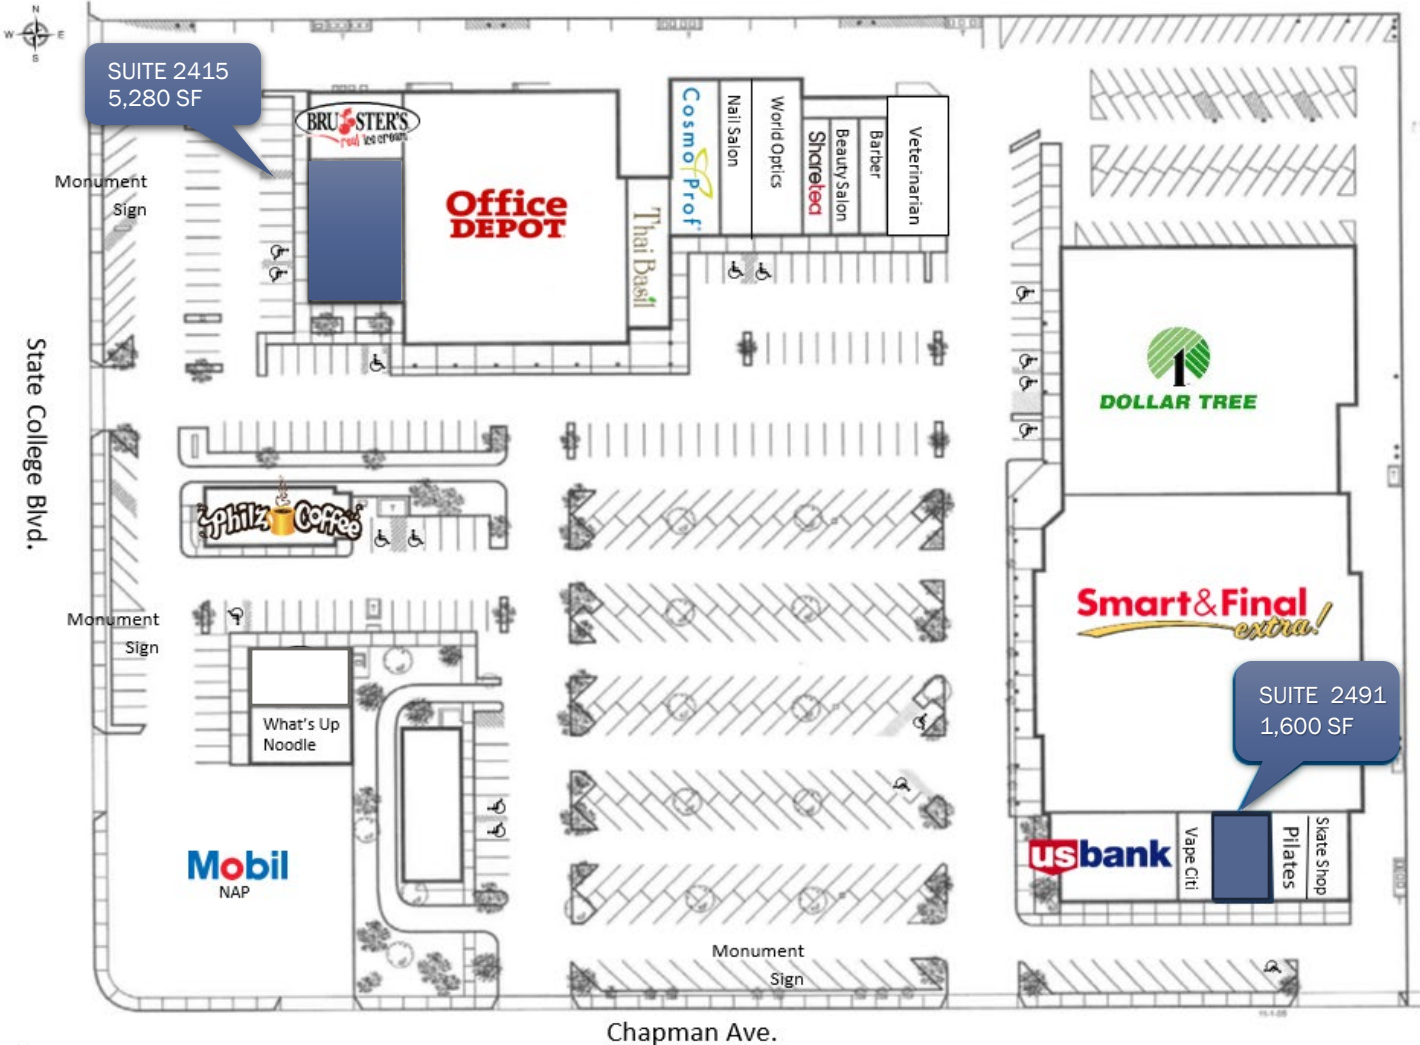 N
W E
S
SUITE 2415
5,280 SF
BRUSTER'S
real ice cream
Office
DEPOT
Thai Basil
CosmoProf
Nail Salon
World Optics
Sharetea
Beauty Salon
Barber
Veterinarian
Monument
Sign
State College Blvd.
1
DOLLAR TREE
Philz Coffee
Smart&Final
extra!
Monument
Sign
What's Up
Noodle
SUITE 2491
1,600 SF
Mobil
NAP
usbank
Vape Citi
Pilates
Skate Shop
Monument
Sign
Chapman Ave.